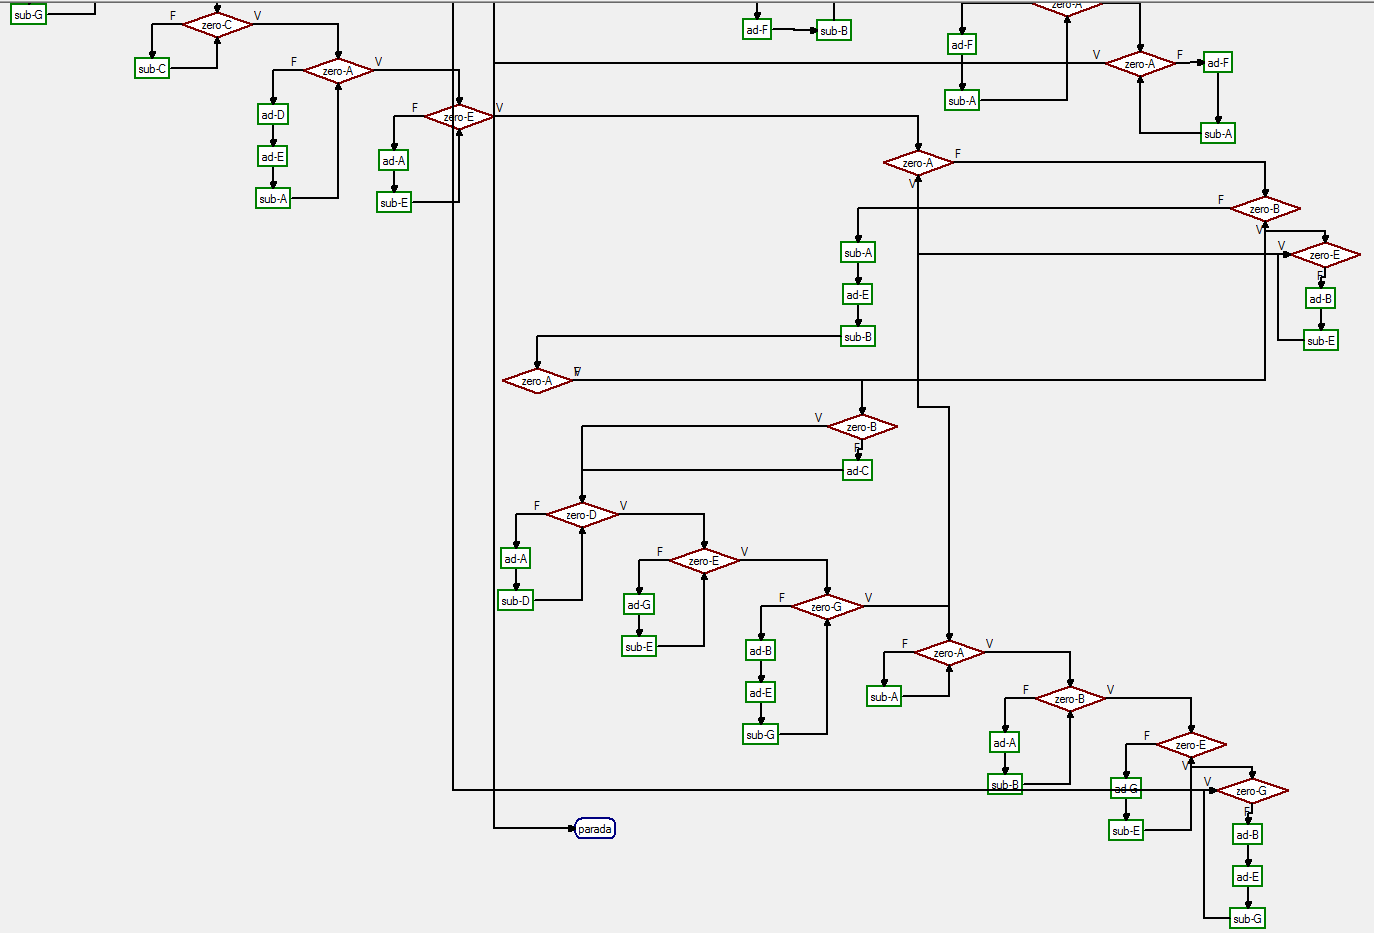 zero-A
sub-G
F
zero-C
V
ad-F
sub-B
ad-F
V
zero-A
F
ad-F
sub-C
F
zero-A
V
sub-A
F
zero-E
V
ad-D
sub-A
ad-E
ad-A
zero-A
F
V
sub-A
sub-E
F
zero-B
V
sub-A
V
zero-E
F
ad-E
ad-B
sub-B
sub-E
zero-A
F
V
V
zero-B
F
ad-C
F
zero-D
V
ad-A
F
zero-E
V
sub-D
ad-G
F
zero-G
V
sub-E
ad-B
F
zero-A
V
ad-E
sub-A
F
zero-B
V
sub-G
ad-A
F
zero-E
V
sub-B
ad-G
V
zero-G
F
parada
sub-E
ad-B
ad-E
sub-G